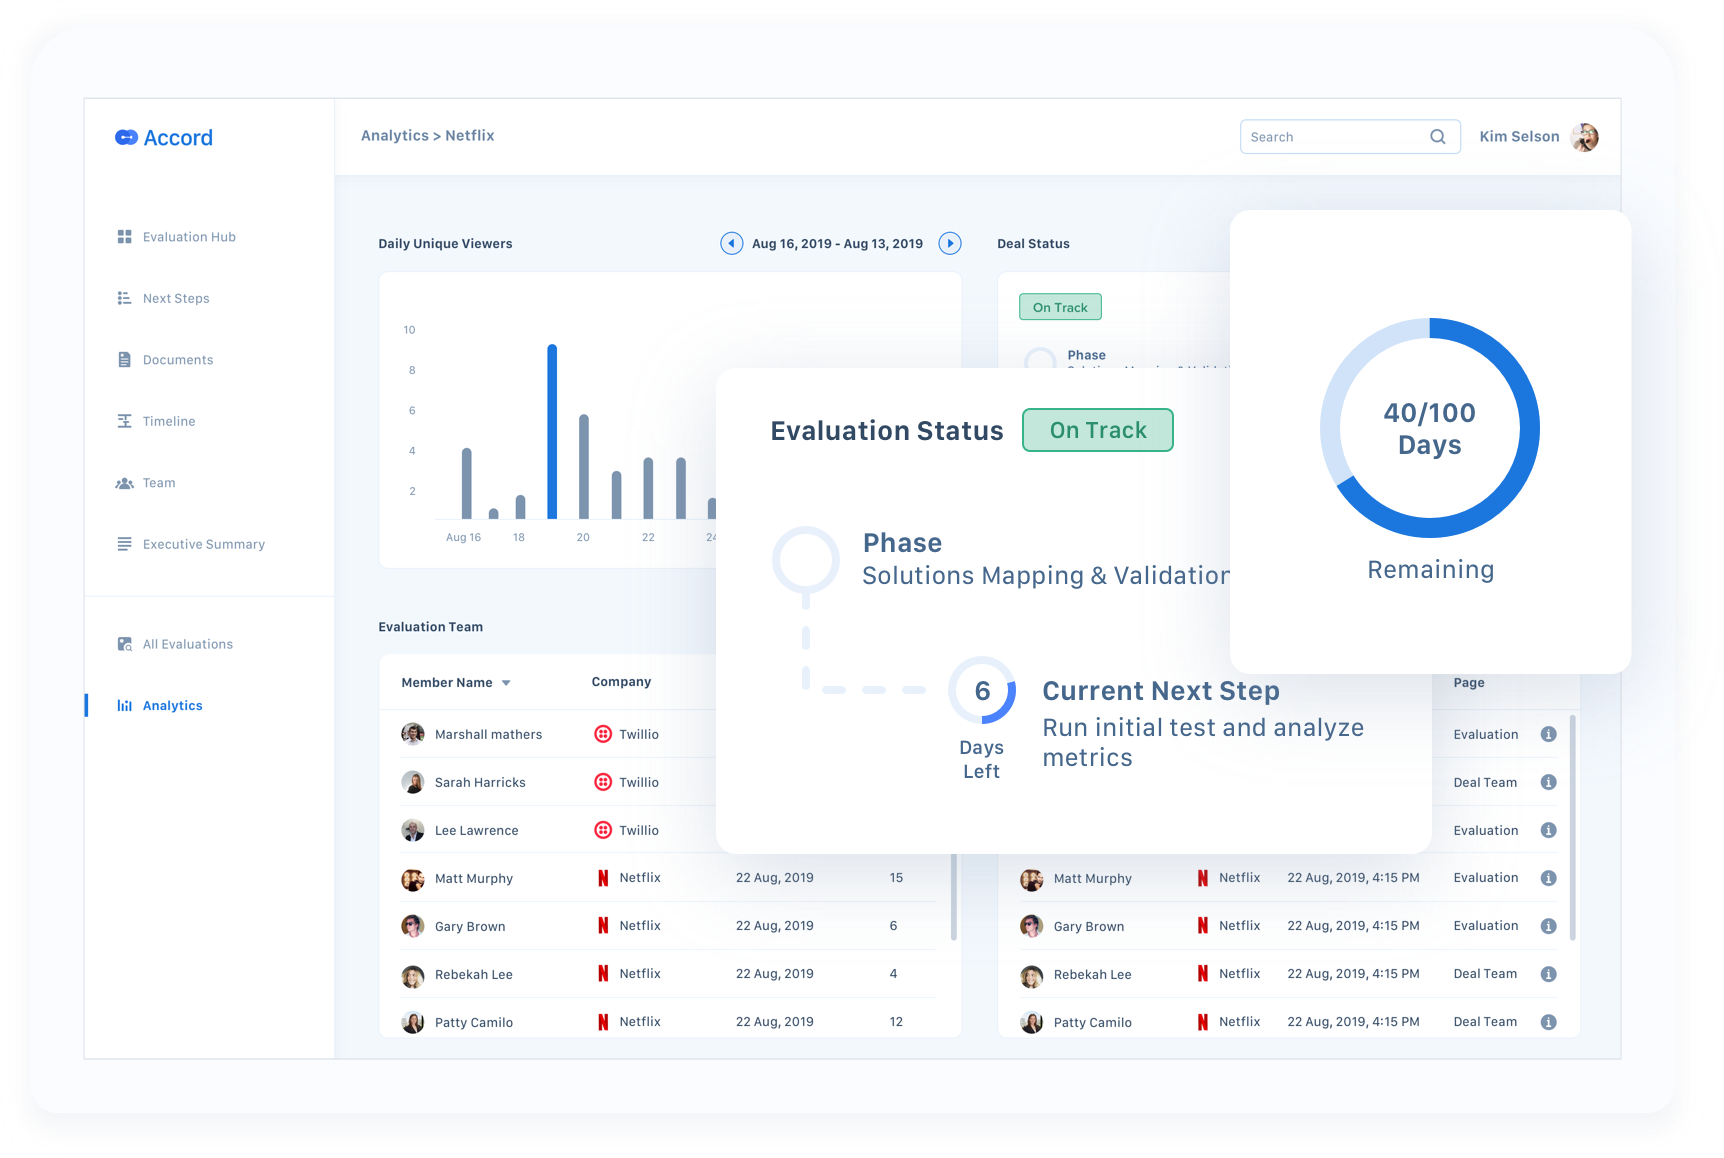 Accord
Analytics > Netflix
Search
Kim Selson
Evaluation Hub
Next Steps
Documents
Timeline
Team
Executive Summary
All Evaluations
Analytics
Daily Unique Viewers
Aug 16, 2019 - Aug 13, 2019
10
8
6
4
2
Aug 16
18
20
22
24
Deal Status
On Track
Phase
Evaluation Status
On Track
Phase
Solutions Mapping & Validation
6
Days
Left
Current Next Step
Run initial test and analyze
metrics
40/100
Days
Remaining
Evaluation Team
Member Name
Company
Marshall mathers
Twillio
Sarah Harricks
Twillio
Lee Lawrence
Twillio
Matt Murphy
N
Netflix
22 Aug, 2019
15
Gary Brown
N
Netflix
22 Aug, 2019
6
Rebekah Lee
N
Netflix
22 Aug, 2019
4
Patty Camilo
N
Netflix
22 Aug, 2019
12
Page
Evaluation
i
Deal Team
i
Evaluation
i
Matt Murphy
N
Netflix
22 Aug, 2019, 4:15 PM
Evaluation
i
Gary Brown
N
Netflix
22 Aug, 2019, 4:15 PM
Evaluation
i
Rebekah Lee
N
Netflix
22 Aug, 2019, 4:15 PM
Deal Team
i
Patty Camilo
N
Netflix
22 Aug, 2019, 4:15 PM
Deal Team
i